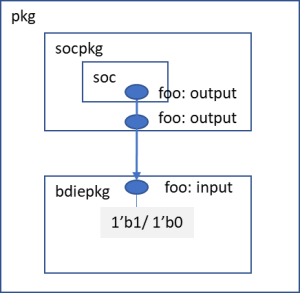 pkg
socpkg
soc
foo: output
foo: output
bdiepkg
foo: input
1’b1/ 1’b0